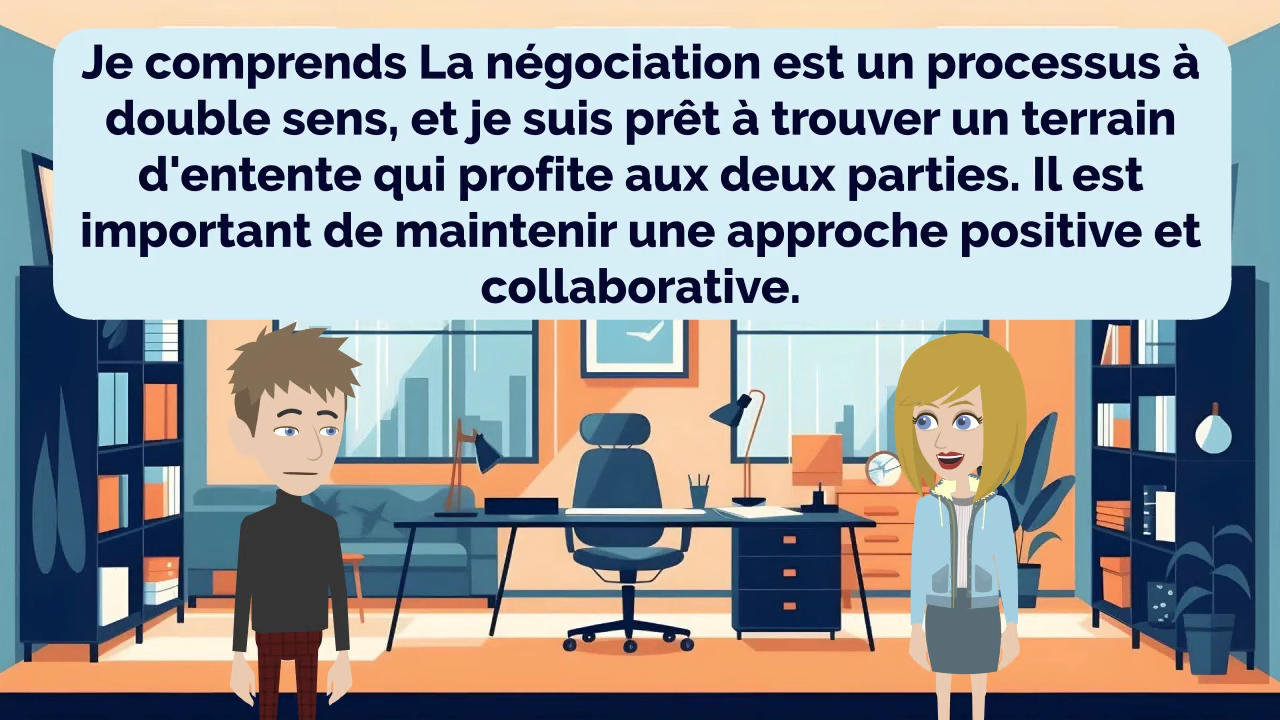 Je comprends La négociation est un processus à
double sens, et je suis prêt à trouver un terrain
d'entente qui profite aux deux parties. Il est
important de maintenir une approche positive et
collaborative.